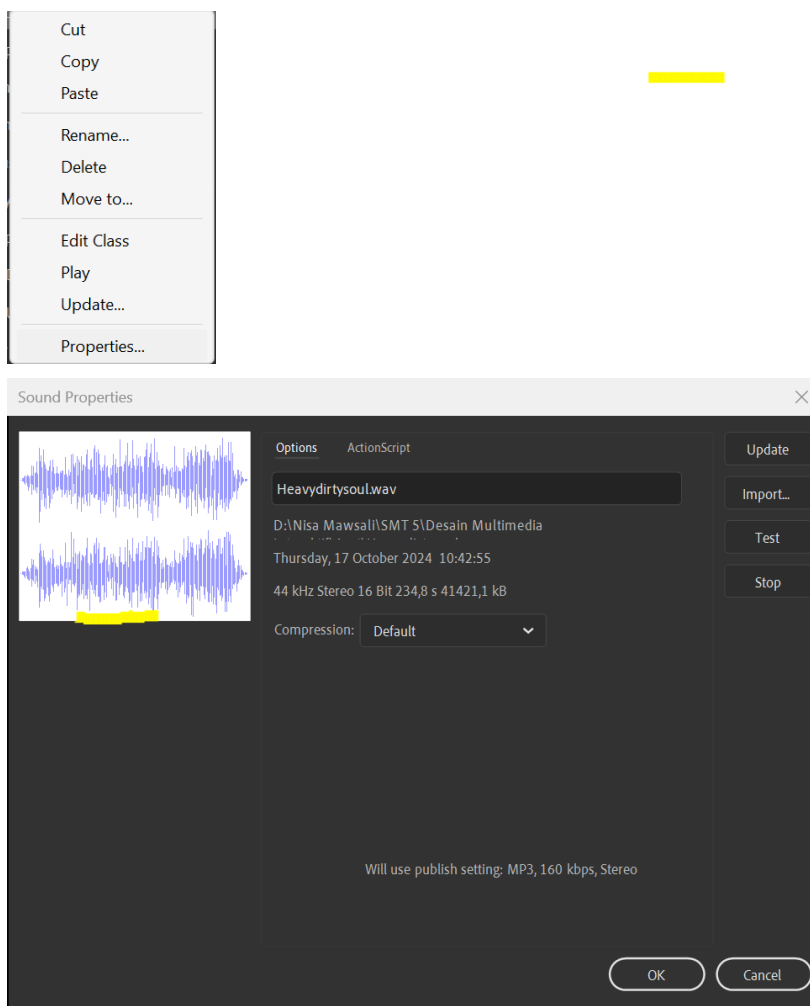 Cut
Copy
Paste
Rename...
Delete
Move to...
Edit Class
Play
Update...
Properties...
Sound Properties
Options ActionScript
Update
Heavydirtysoul.wav
Import...
D:\Nisa Mawsali\SMT 5\Desain Multimedia
Test
Thursday, 17 October 2024 10:42:55
44 kHz Stereo 16 Bit 234,8 s 41421,1 kB
Stop
Compression: Default
Will use publish setting: MP3, 160 kbps, Stereo
OK Cancel